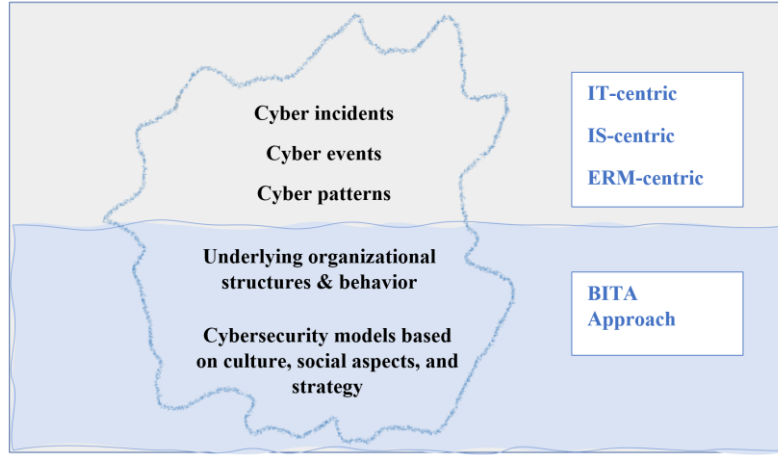 Cyber incidents
Cyber events
Cyber patterns
IT-centric
IS-centric
ERM-centric
Underlying organizational
structures & behavior
Cybersecurity models based
on culture, social aspects, and
strategy
BITA
Approach